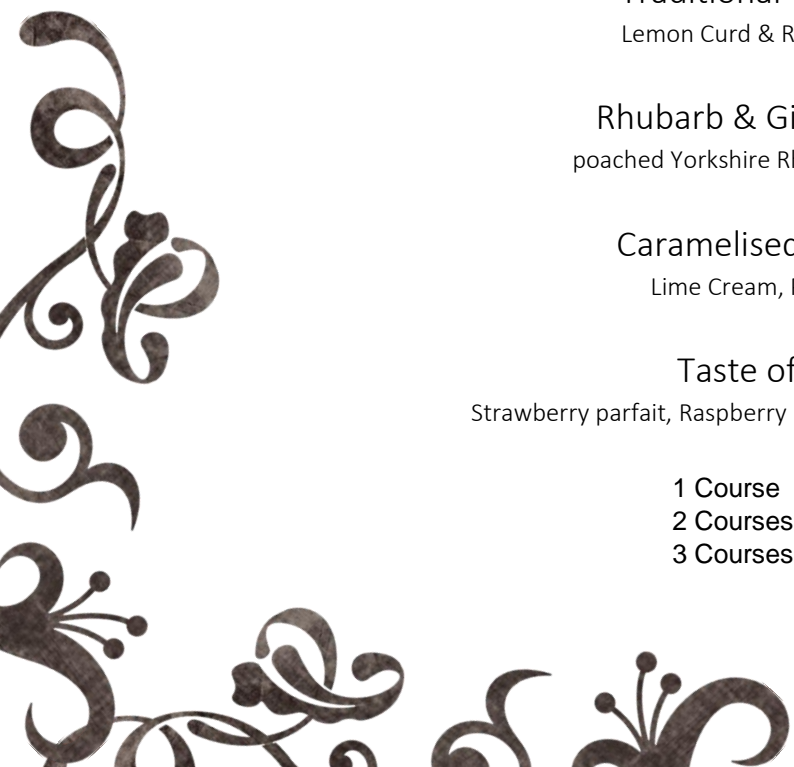 Traditional
Lemon Curd & R
Rhubarb & Gi
poached Yorkshire Rh
Caramelised
Lime Cream,
Taste of
Strawberry parfait, Raspberry
1 Course
2 Courses
3 Courses